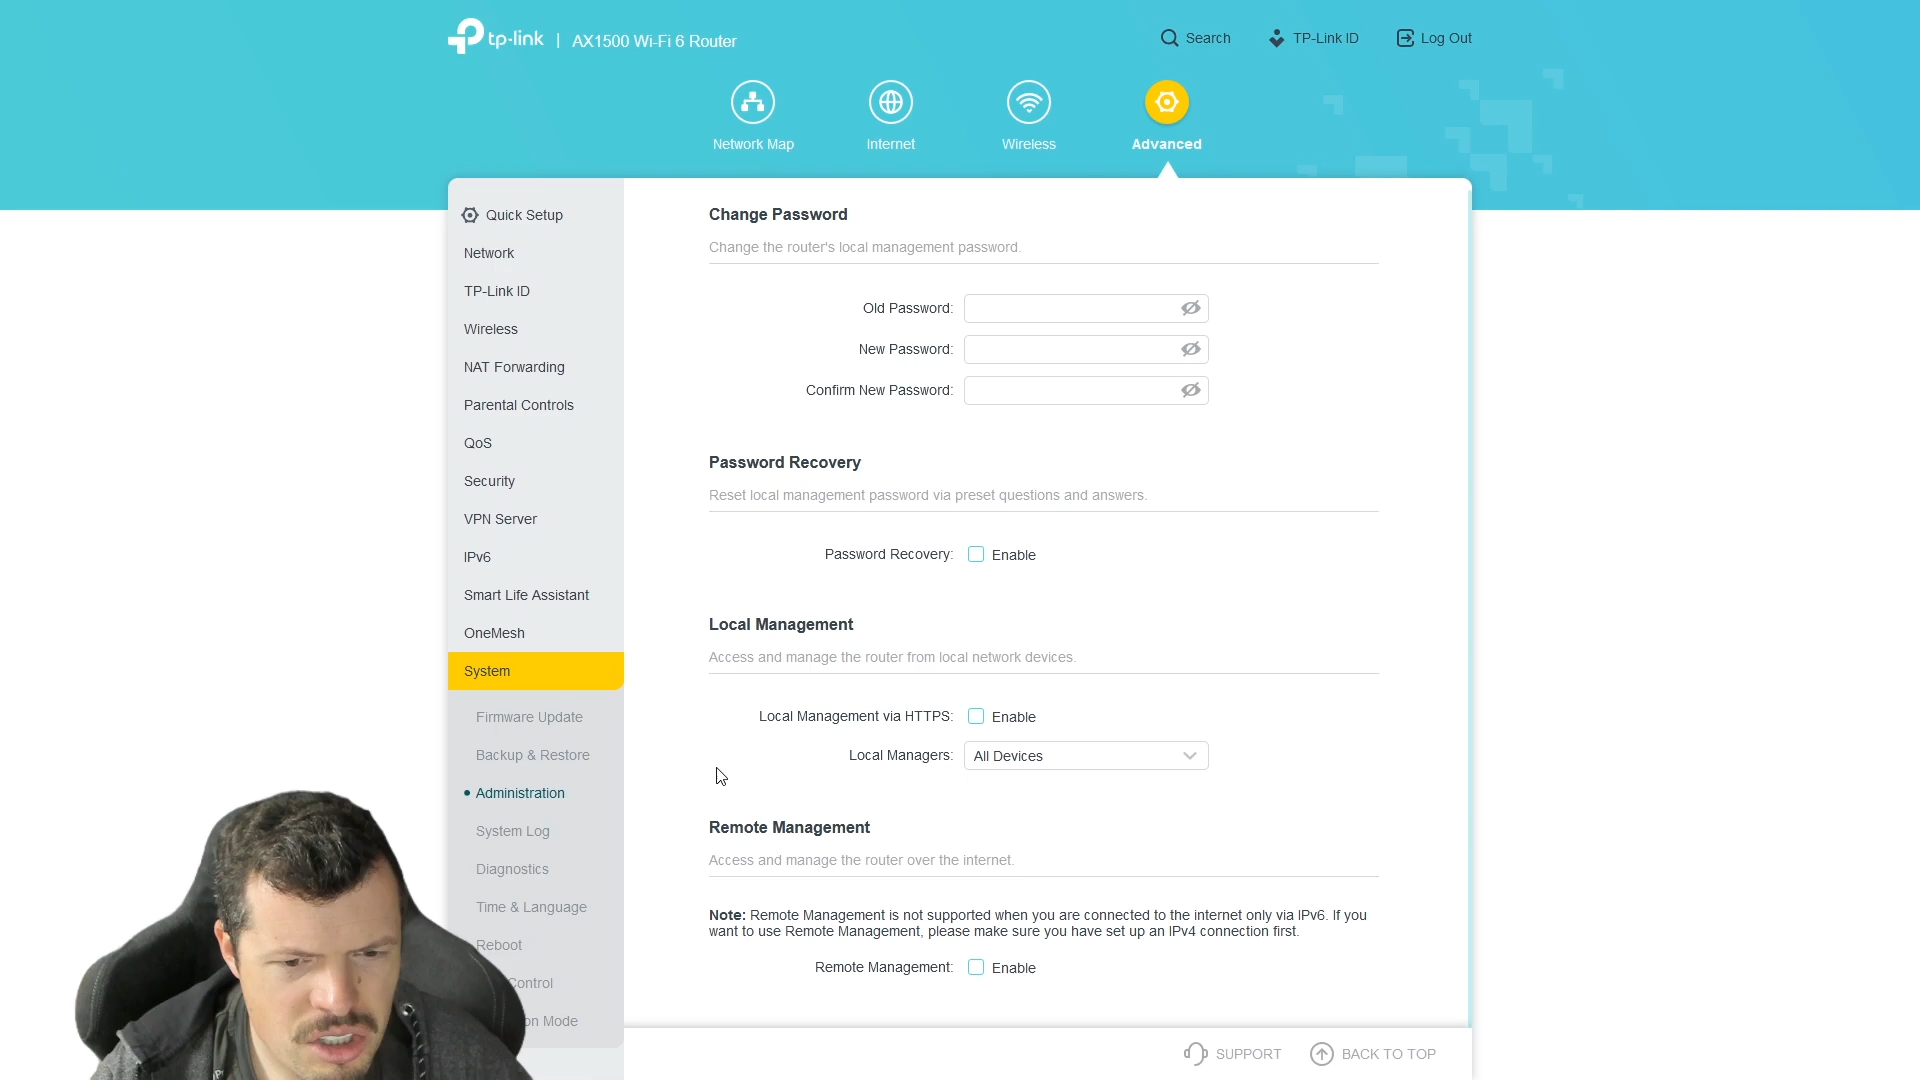 tp-link | AX1500 Wi-Fi 6 Router
Search
TP-Link ID
Log Out
Network Map
Internet
Wireless
Advanced
Quick Setup
Network
TP-Link ID
Wireless
NAT Forwarding
Parental Controls
QoS
Security
VPN Server
IPv6
Smart Life Assistant
OneMesh
System
Firmware Update
Backup & Restore
Administration
System Log
Diagnostics
Time & Language
Reboot
Control
Mode
Change Password
Change the router's local management password.
Old Password:
New Password:
Confirm New Password:
Password Recovery
Reset local management password via preset questions and answers.
Password Recovery: Enable
Local Management
Access and manage the router from local network devices.
Local Management via HTTPS: Enable
Local Managers: All Devices
Remote Management
Access and manage the router over the internet.
Note: Remote Management is not supported when you are connected to the internet only via IPv6. If you
want to use Remote Management, please make sure you have set up an IPv4 connection first.
Remote Management: Enable
SUPPORT
BACK TO TOP